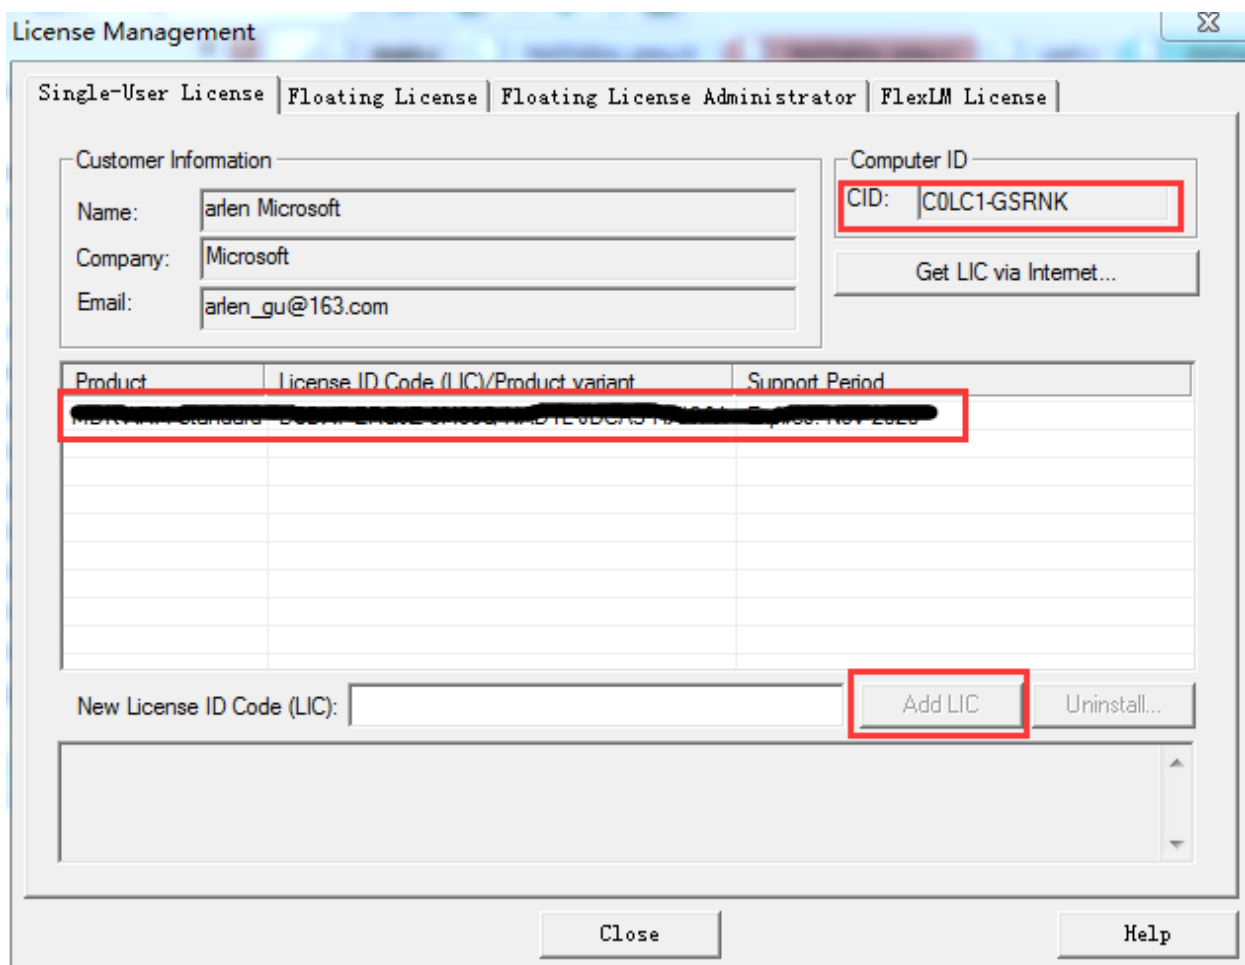 License Management
Single-User License Floating License Floating License Administrator FlexLM License
Customer Information
Name: arlen Microsoft
Company: Microsoft
Email: arlen_gu@163.com
Computer ID
CID: C0LC1-GSRNK
Get LIC via Internet...
Product License ID Code (LIC)/Product variant Support Period
New License ID Code (LIC): Add LIC Uninstall...
Close Help